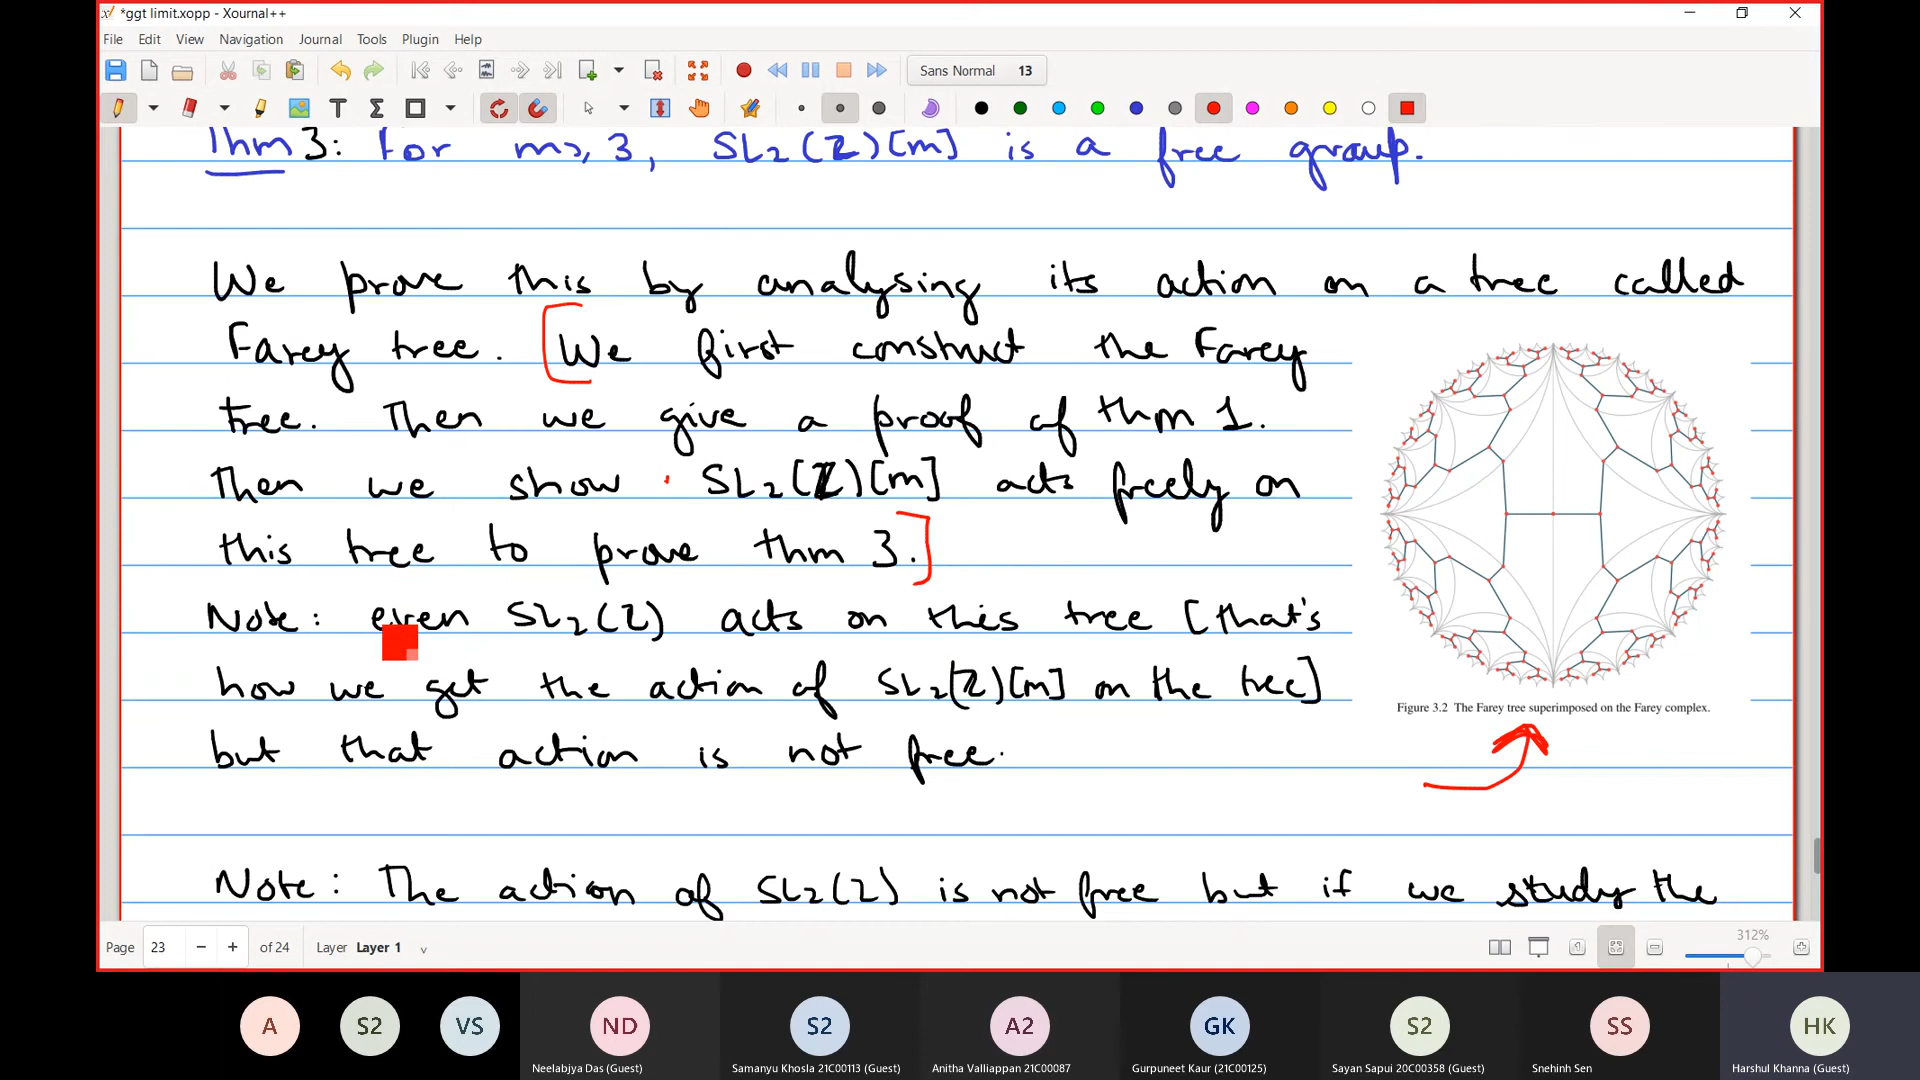 *ggt limit.xopp - Xournal++
File Edit View Navigation Journal Tools Plugin Help
Sans Normal 13
Thm 3: For m≥3, SL₂(Z)[m] is a free group.
We prove this by analysing its action on a tree called
Farey tree. [We first construct the Farey
tree. Then we give a proof of thm 1.
Then we show SL₂(Z)[m] acts freely on
this tree to prove thm 3.]
Note: even SL₂(Z) acts on this tree [that's
how we get the action of SL₂(Z)[m] on the tree]
but that action is not free.
Figure 3.2 The Farey tree superimposed on the Farey complex.
Note: The action of SL₂(Z) is not free but if we study the
Page 23 − + of 24 Layer Layer 1 312%
A S2 VS ND S2 A2 GK S2 SS HK
Neelabjya Das (Guest) Samanyu Khosla 21C00113 (Guest) Anitha Valliappan 21C00087 Gurpuneet Kaur (21C00125) Sayan Sapui 20C00358 (Guest) Snehinh Sen Harshul Khanna (Guest)